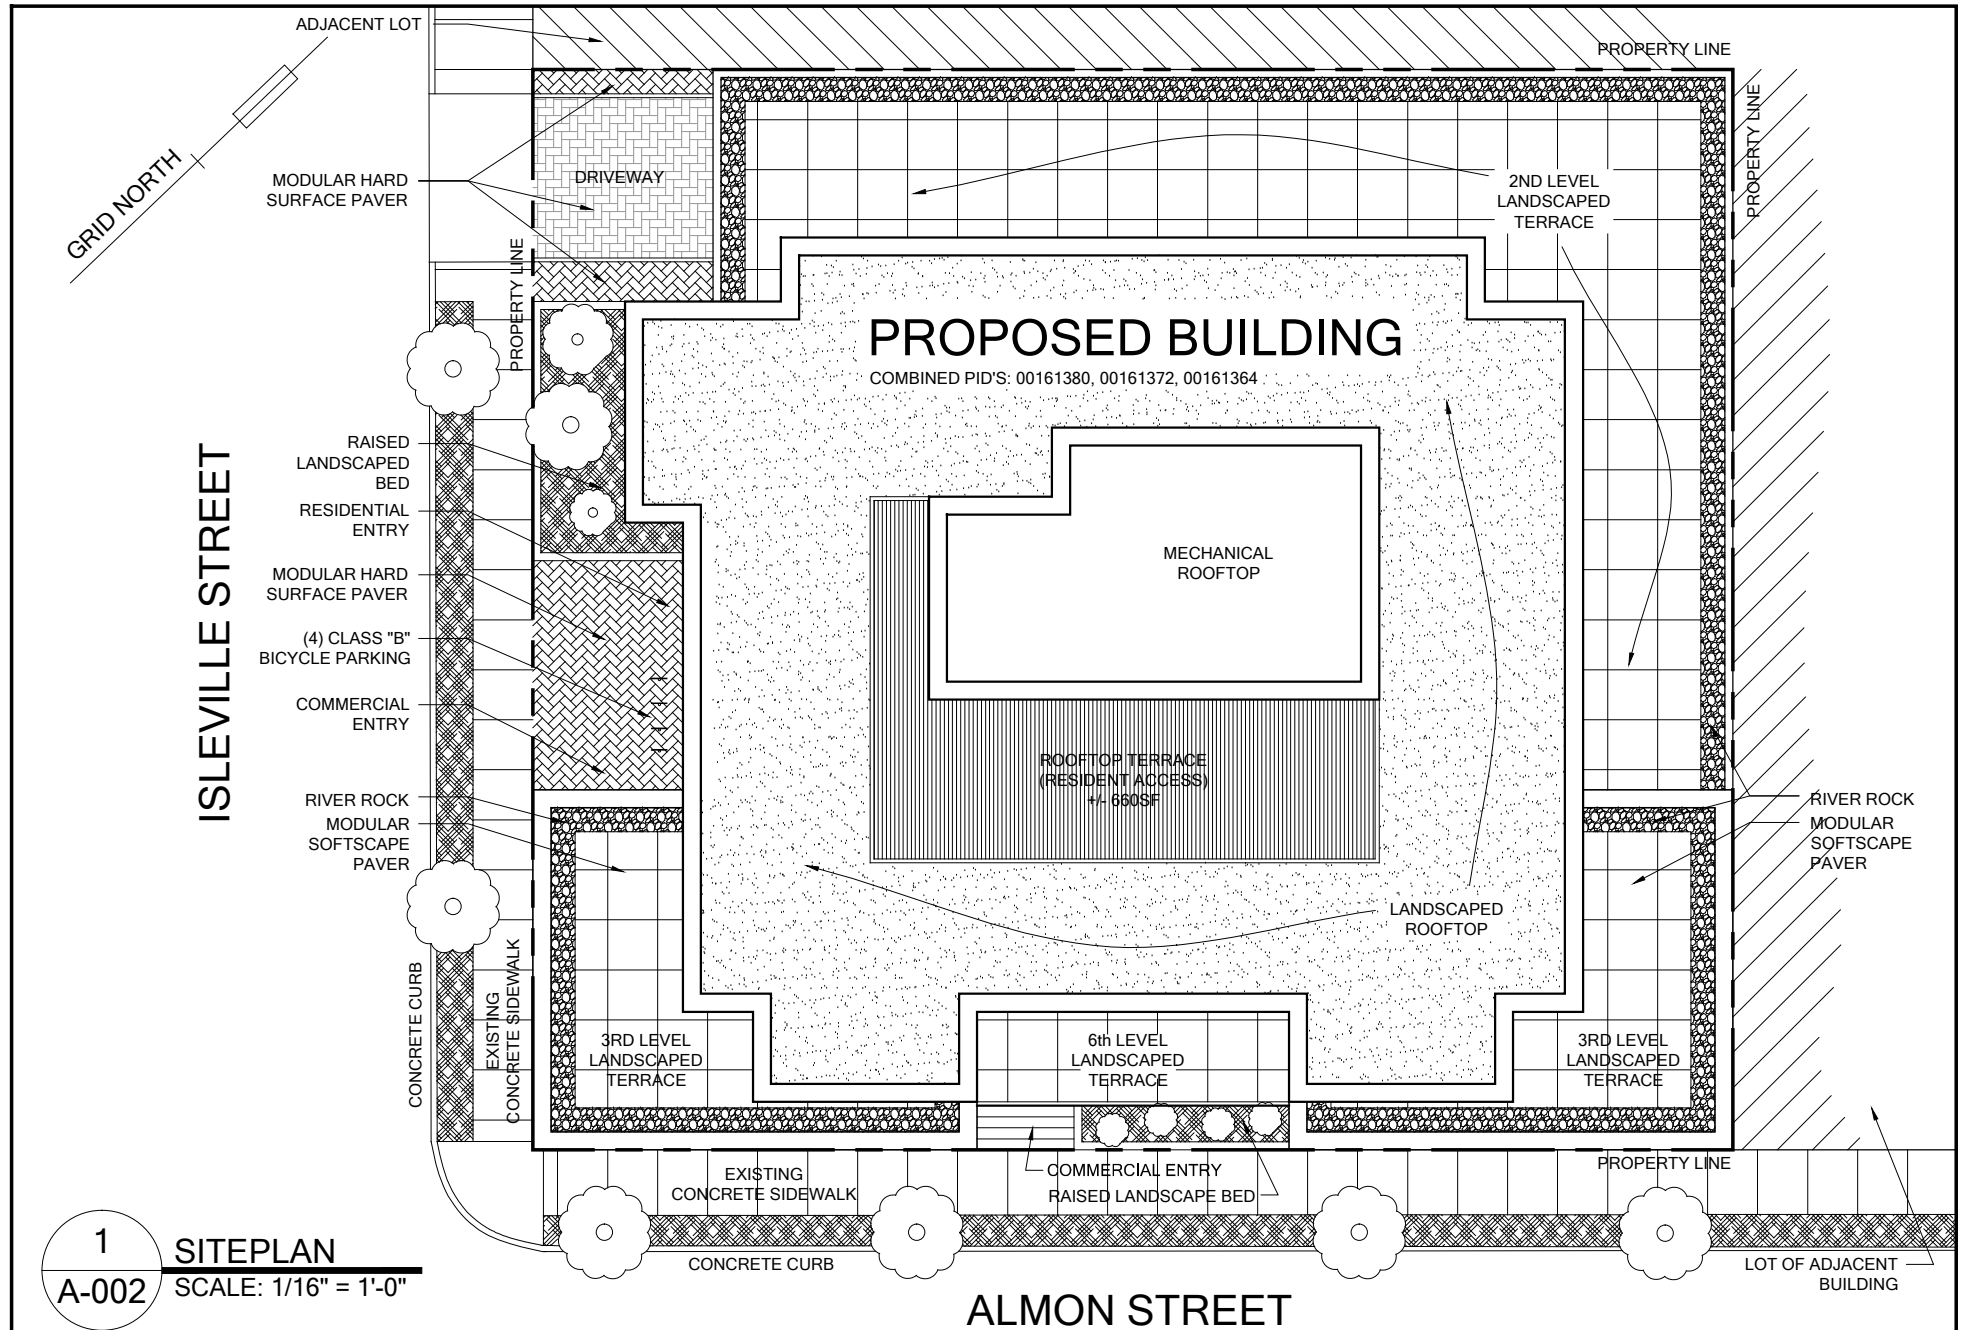 ADJACENT LOT
PROPERTY LINE
GRID NORTH
MODULAR HARD
SURFACE PAVER
DRIVEWAY
PROPERTY LINE
2ND LEVEL
LANDSCAPED
TERRACE
PROPERTY LINE
PROPOSED BUILDING
COMBINED PID'S: 00161380, 00161372, 00161364
ISLEVILLE STREET
RAISED
LANDSCAPED
BED
RESIDENTIAL
ENTRY
MODULAR HARD
SURFACE PAVER
(4) CLASS "B"
BICYCLE PARKING
COMMERCIAL
ENTRY
RIVER ROCK
MODULAR
SOFTSCAPE
PAVER
MECHANICAL
ROOFTOP
ROOFTOP TERRACE
(RESIDENT ACCESS)
+/- 660SF
RIVER ROCK
MODULAR
SOFTSCAPE
PAVER
LANDSCAPED
ROOFTOP
CONCRETE CURB
EXISTING
CONCRETE SIDEWALK
3RD LEVEL
LANDSCAPED
TERRACE
6th LEVEL
LANDSCAPED
TERRACE
3RD LEVEL
LANDSCAPED
TERRACE
EXISTING
CONCRETE SIDEWALK
COMMERCIAL ENTRY
RAISED LANDSCAPE BED
PROPERTY LINE
CONCRETE CURB
LOT OF ADJACENT
BUILDING
1
A-002
SITEPLAN
SCALE: 1/16" = 1'-0"
ALMON STREET